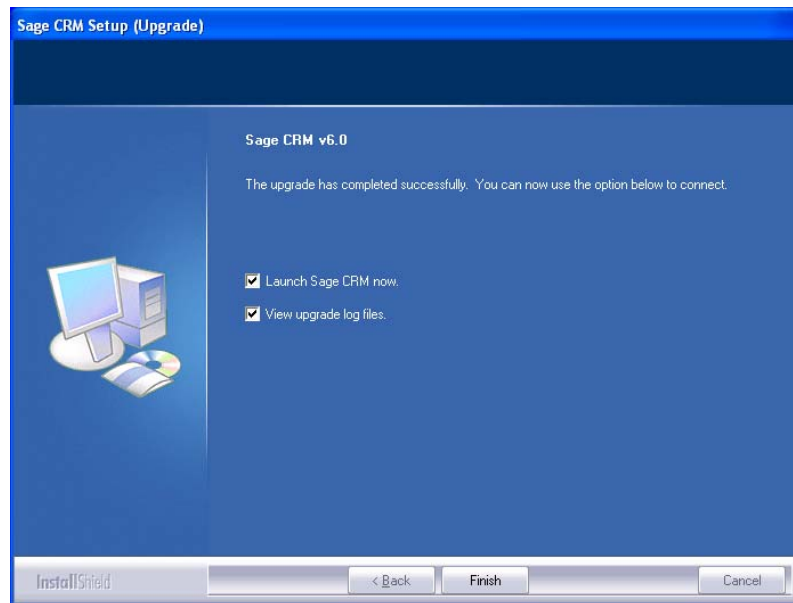 Sage CRM Setup (Upgrade)
Sage CRM v6.0
The upgrade has completed successfully. You can now use the option below to connect.
Launch Sage CRM now.
View upgrade log files.
InstallShield
< Back
Finish
Cancel